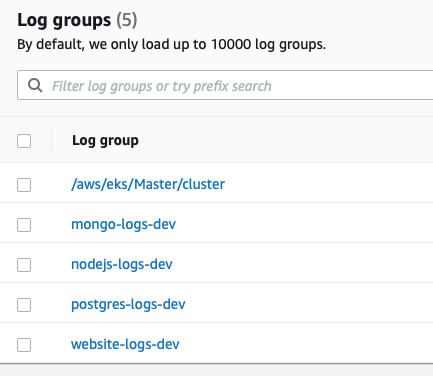 Log groups (5)
By default, we only load up to 10000 log groups.
Filter log groups or try prefix search
Log group
/aws/eks/Master/cluster
mongo-logs-dev
nodejs-logs-dev
postgres-logs-dev
website-logs-dev